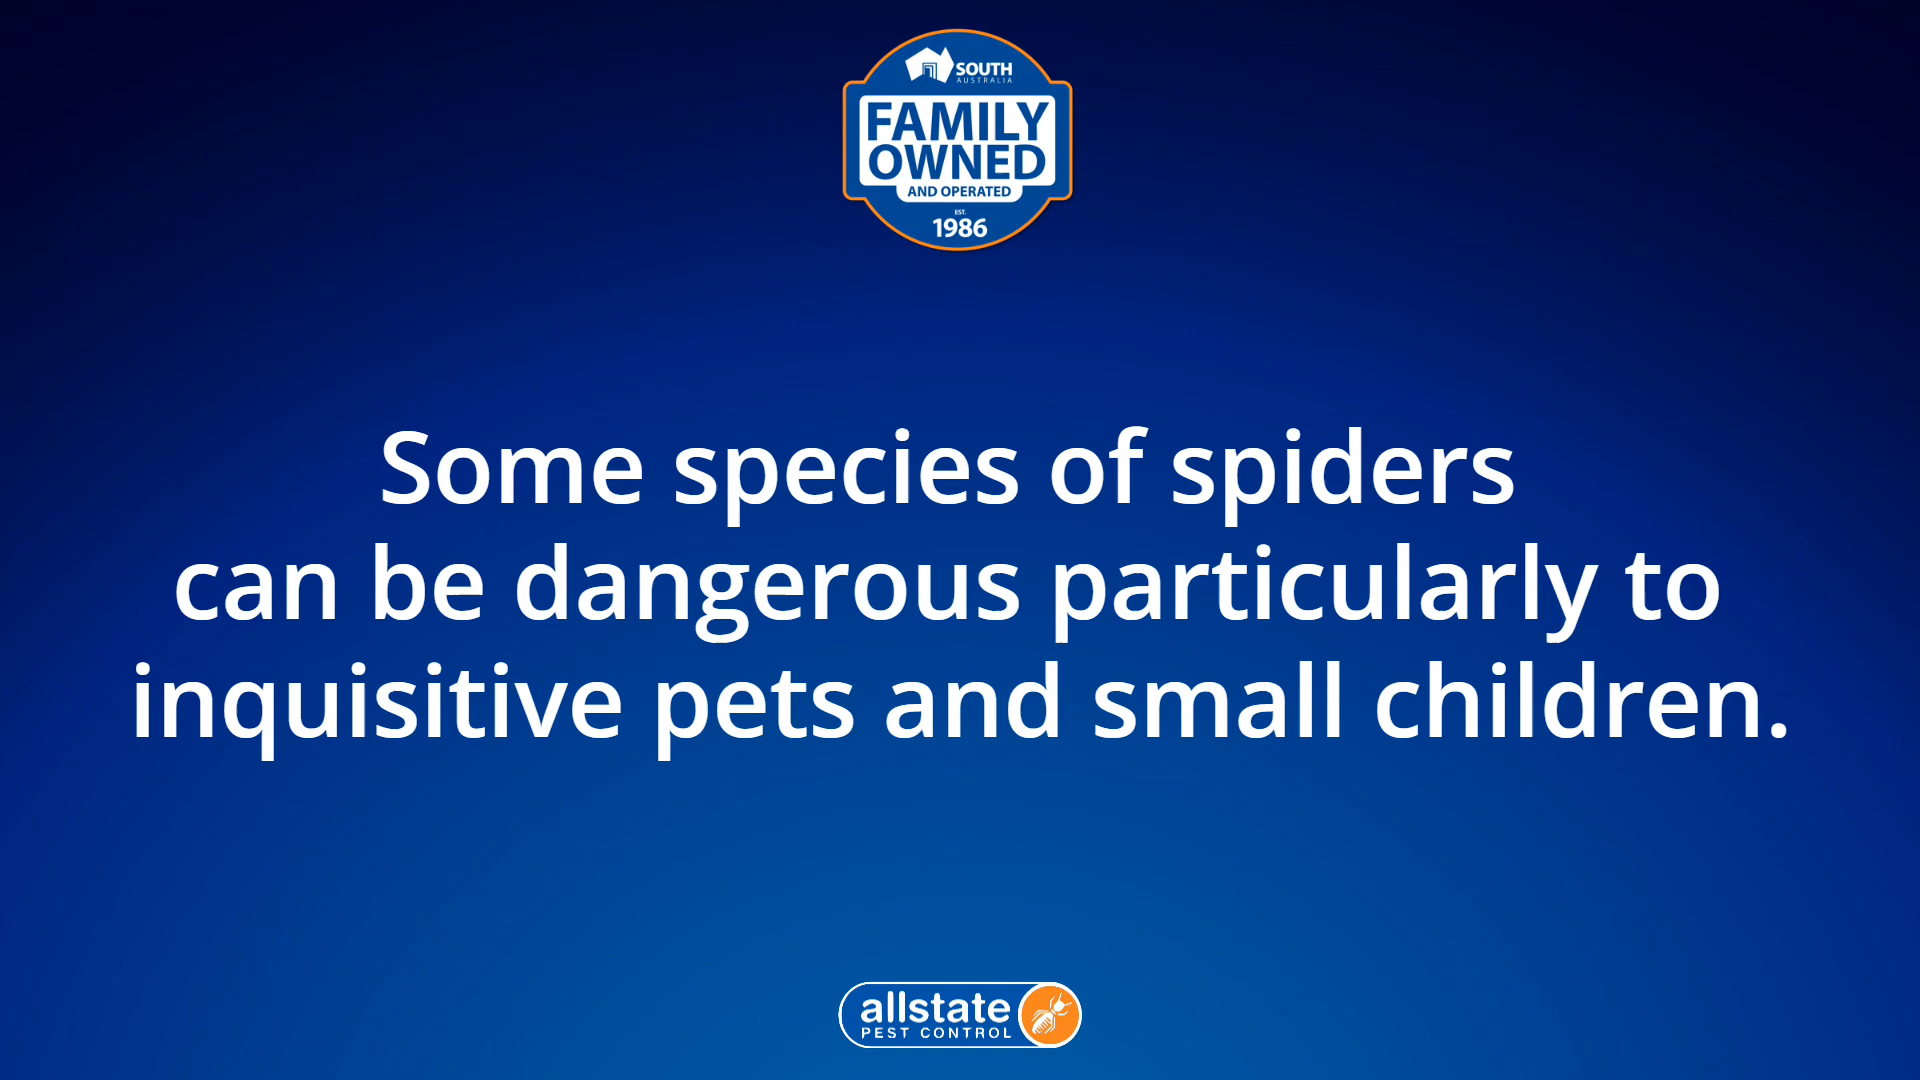 SOUTH
AUSTRALIA
FAMILY
OWNED
AND OPERATED
EST.
1986
Some species of spiders
can be dangerous particularly to
inquisitive pets and small children.
allstate
PEST CONTROL